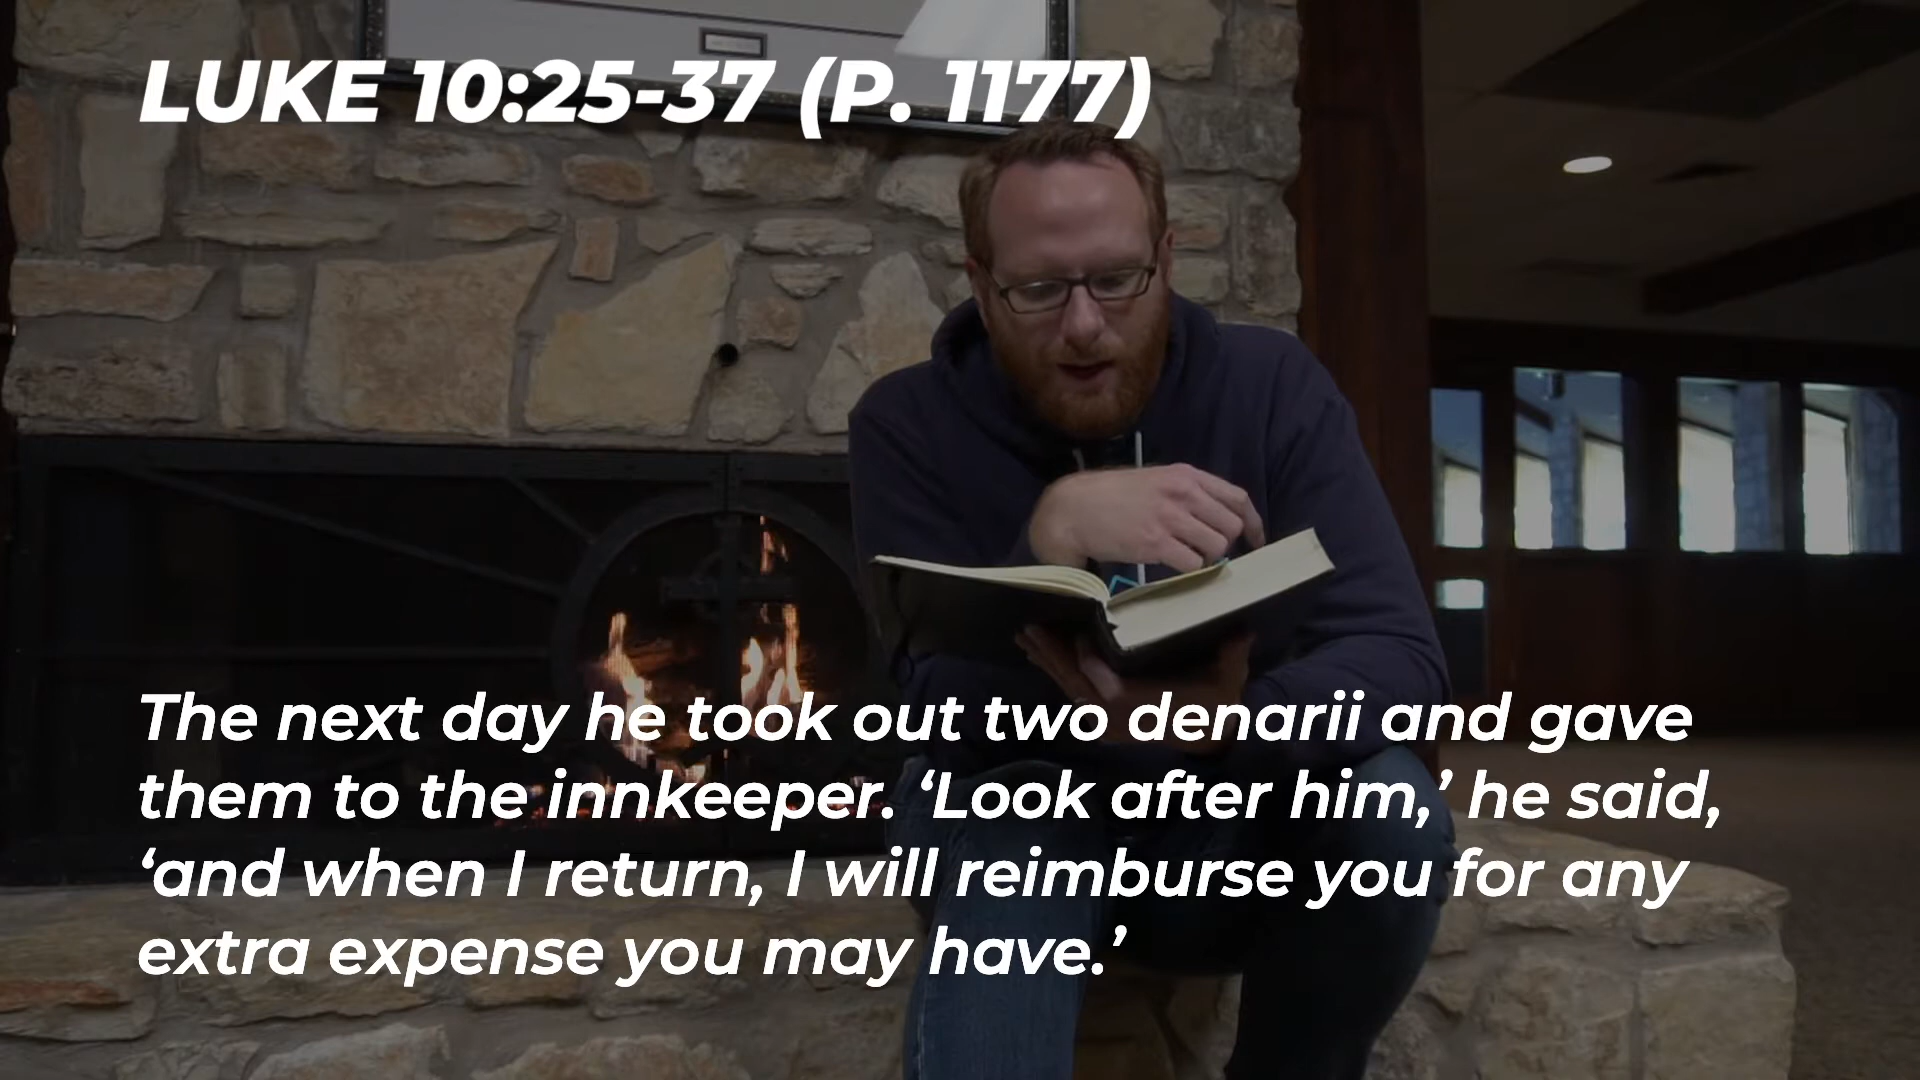 LUKE 10:25-37 (P. 1177)
The next day he took out two denarii and gave
them to the innkeeper. ‘Look after him,’ he said,
‘and when I return, I will reimburse you for any
extra expense you may have.’